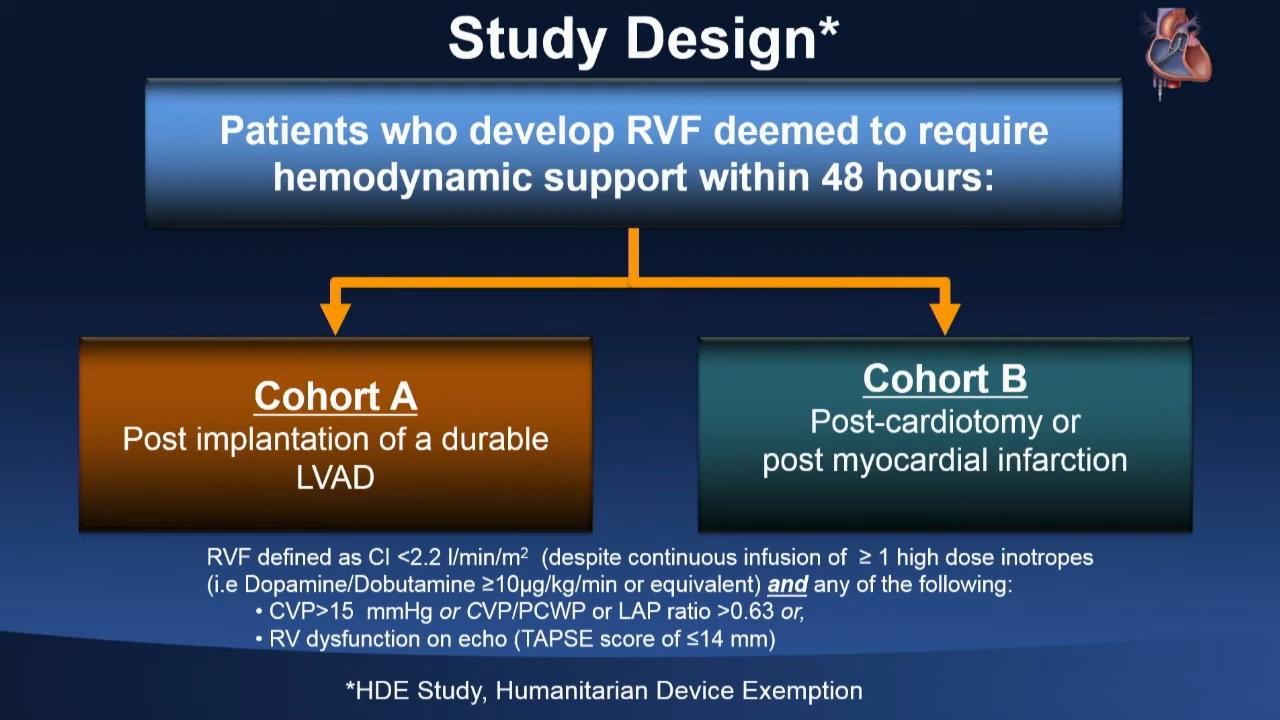 Study Design*
Patients who develop RVF deemed to require
hemodynamic support within 48 hours:
Cohort A
Post implantation of a durable
LVAD
Cohort B
Post-cardiotomy or
post myocardial infarction
RVF defined as CI <2.2 l/min/m² (despite continuous infusion of ≥ 1 high dose inotropes
(i.e Dopamine/Dobutamine ≥10µg/kg/min or equivalent) and any of the following:
• CVP>15 mmHg or CVP/PCWP or LAP ratio >0.63 or,
• RV dysfunction on echo (TAPSE score of ≤14 mm)
*HDE Study, Humanitarian Device Exemption